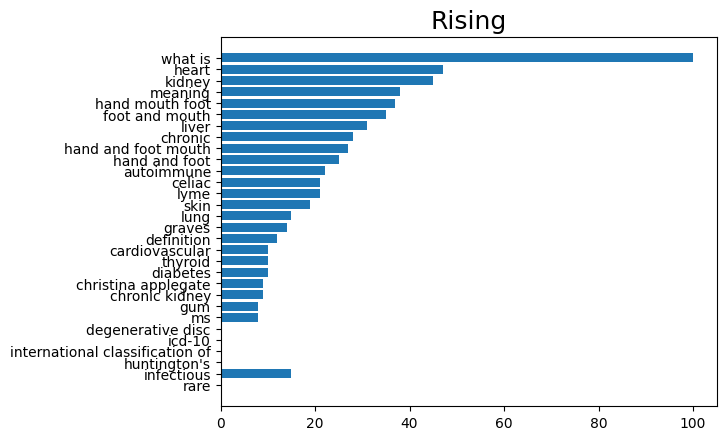 Rising
what is
heart
kidney
meaning
hand mouth foot
foot and mouth
liver
chronic
hand and foot mouth
hand and foot
autoimmune
celiac
lyme
skin
lung
graves
definition
cardiovascular
thyroid
diabetes
christina applegate
chronic kidney
gum
ms
degenerative disc
icd-10
international classification of
huntington's
infectious
rare
0 20 40 60 80 100